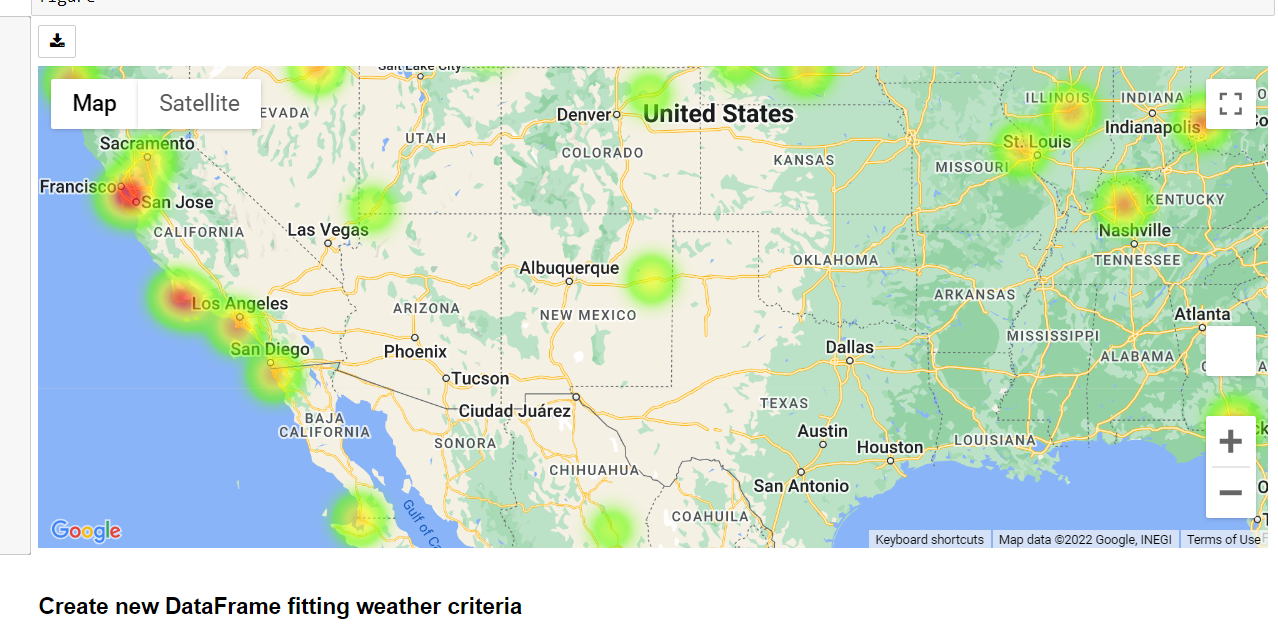 figure
Salt Lake City
Map
Satellite
EVADA
Denver
United States
ILLINOIS
INDIANA
UTAH
Indianapolis
Sacramento
COLORADO
KANSAS
St. Louis
MISSOURI
Francisco
San Jose
KENTUCKY
CALIFORNIA
Las Vegas
Nashville
Albuquerque
OKLAHOMA
TENNESSEE
Los Angeles
ARIZONA
NEW MEXICO
ARKANSAS
Atlanta
San Diego
Phoenix
Dallas
MISSISSIPPI
ALABAMA
Tucson
TEXAS
Ciudad Juárez
BAJA
CALIFORNIA
SONORA
Austin
Houston
LOUISIANA
CHIHUAHUA
San Antonio
Gulf of Ca
COAHUILA
Google
Keyboard shortcuts
Map data ©2022 Google, INEGI
Terms of Use
Create new DataFrame fitting weather criteria